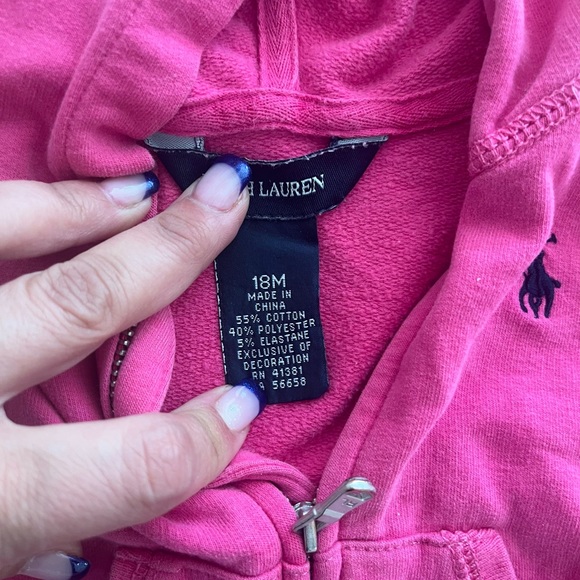 H LAUREN
18M
MADE IN
CHINA
55% COTTON
40% POLYESTER
5% ELASTANE
EXCLUSIVE OF
DECORATION
RN 41381
A 56658